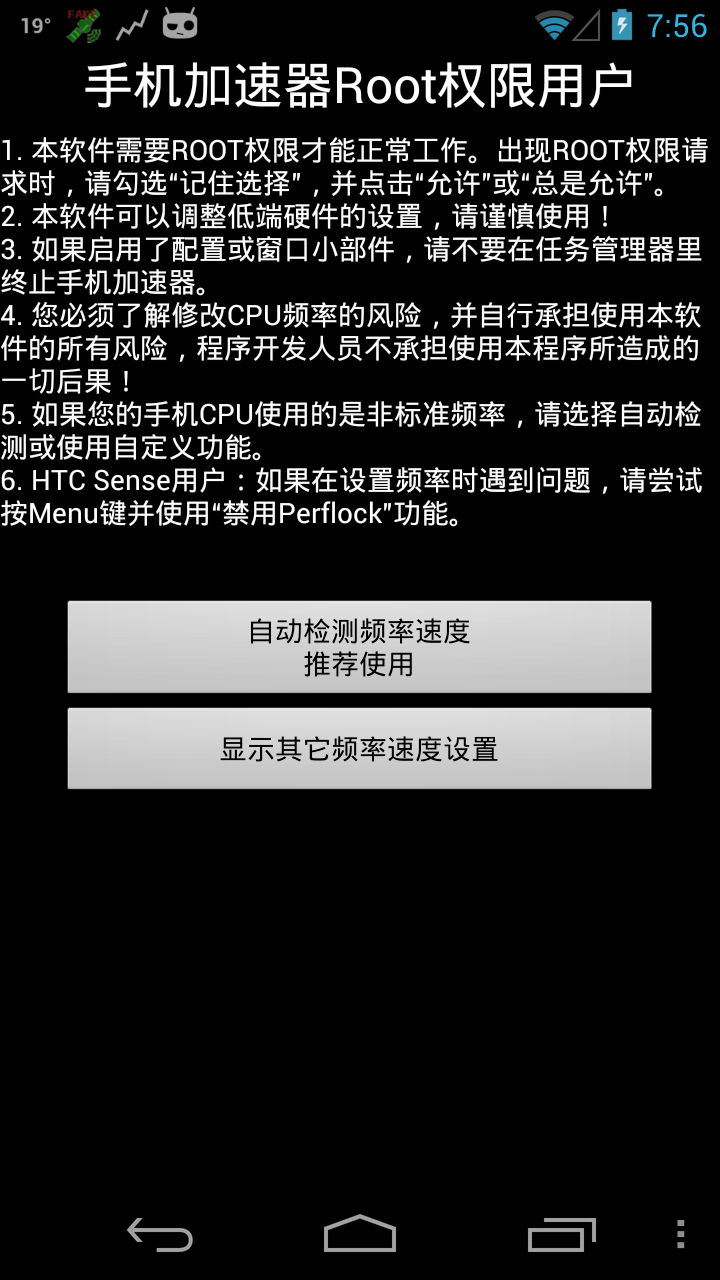 19°
FAKE
7:56
手机加速器Root权限用户
1. 本软件需要ROOT权限才能正常工作。出现ROOT权限请
求时，请勾选“记住选择”，并点击“允许”或“总是允许”。
2. 本软件可以调整低端硬件的设置，请谨慎使用！
3. 如果启用了配置或窗口小部件，请不要在任务管理器里
终止手机加速器。
4. 您必须了解修改CPU频率的风险，并自行承担使用本软
件的所有风险，程序开发人员不承担使用本程序所造成的
一切后果！
5. 如果您的手机CPU使用的是非标准频率，请选择自动检
测或使用自定义功能。
6. HTC Sense用户：如果在设置频率时遇到问题，请尝试
按Menu键并使用“禁用Perflock”功能。
自动检测频率速度
推荐使用
显示其它频率速度设置